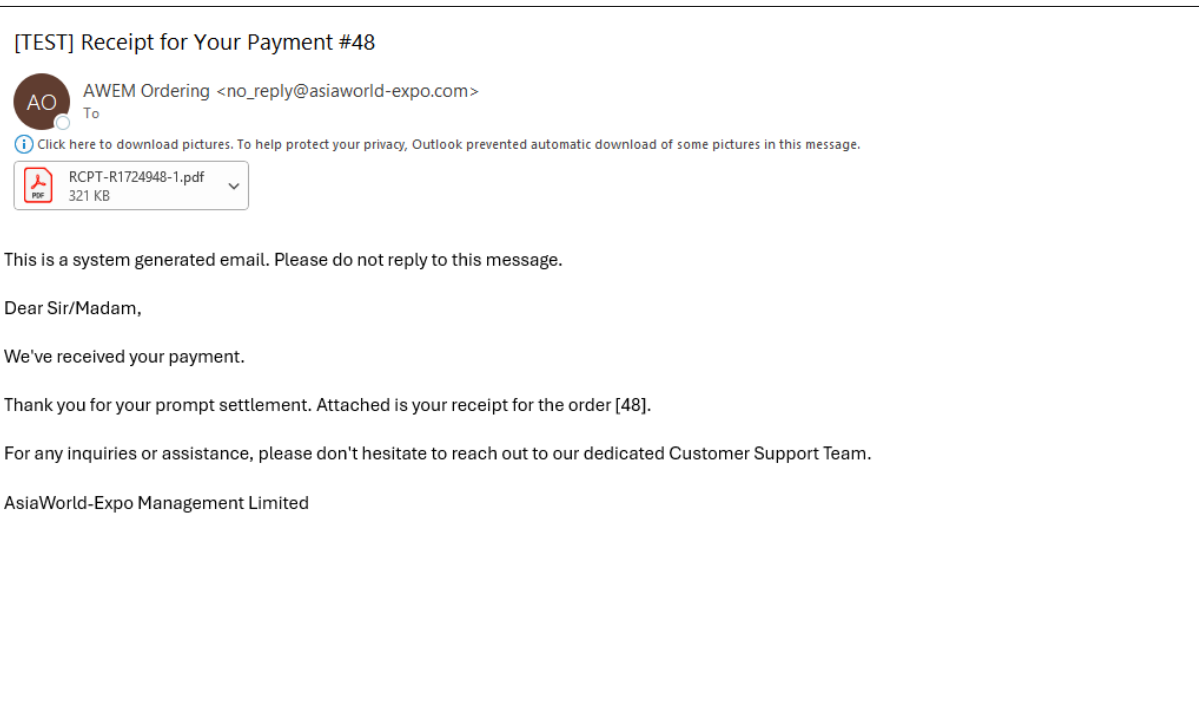 [TEST] Receipt for Your Payment #48
AO
AWEM Ordering <no_reply@asiaworld-expo.com>
To
Click here to download pictures. To help protect your privacy, Outlook prevented automatic download of some pictures in this message.
RCPT-R1724948-1.pdf
PDF
321 KB
This is a system generated email. Please do not reply to this message.
Dear Sir/Madam,
We've received your payment.
Thank you for your prompt settlement. Attached is your receipt for the order [48].
For any inquiries or assistance, please don't hesitate to reach out to our dedicated Customer Support Team.
AsiaWorld-Expo Management Limited